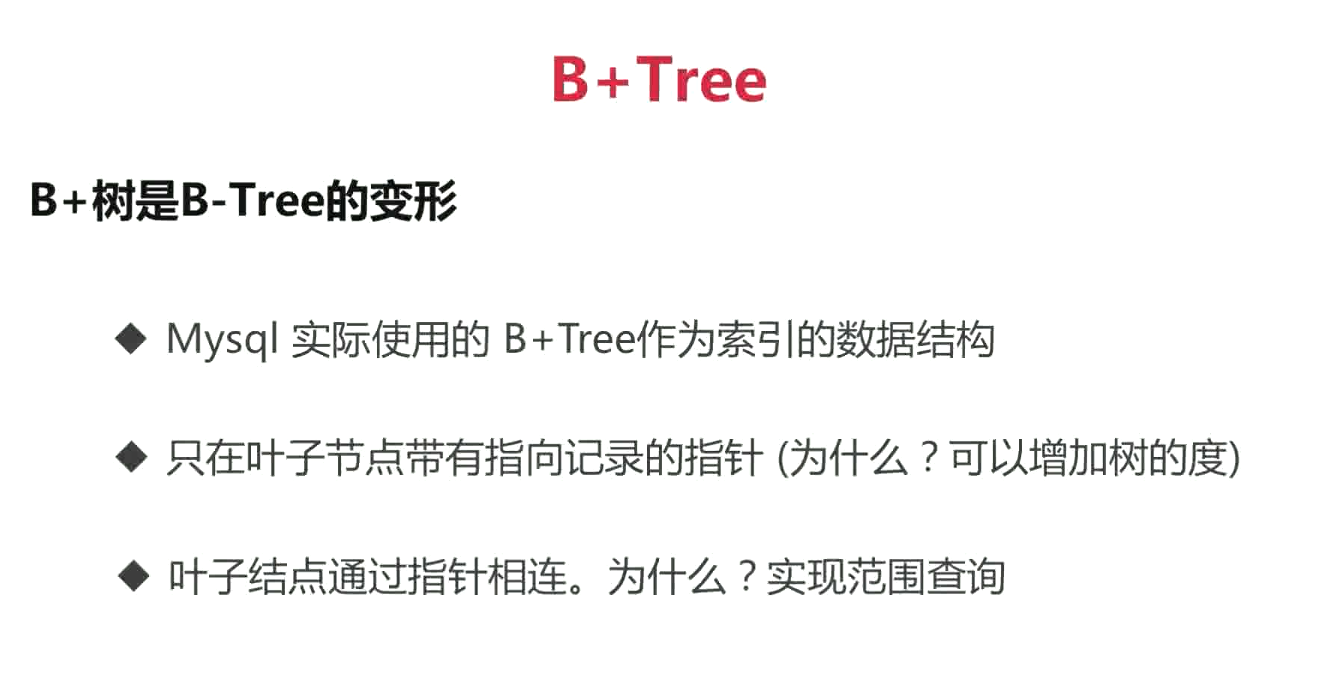 B+Tree
B+树是B-Tree的变形
◆ Mysql 实际使用的 B+Tree作为索引的数据结构
◆ 只在叶子节点带有指向记录的指针 (为什么？可以增加树的度)
◆ 叶子结点通过指针相连。为什么？实现范围查询